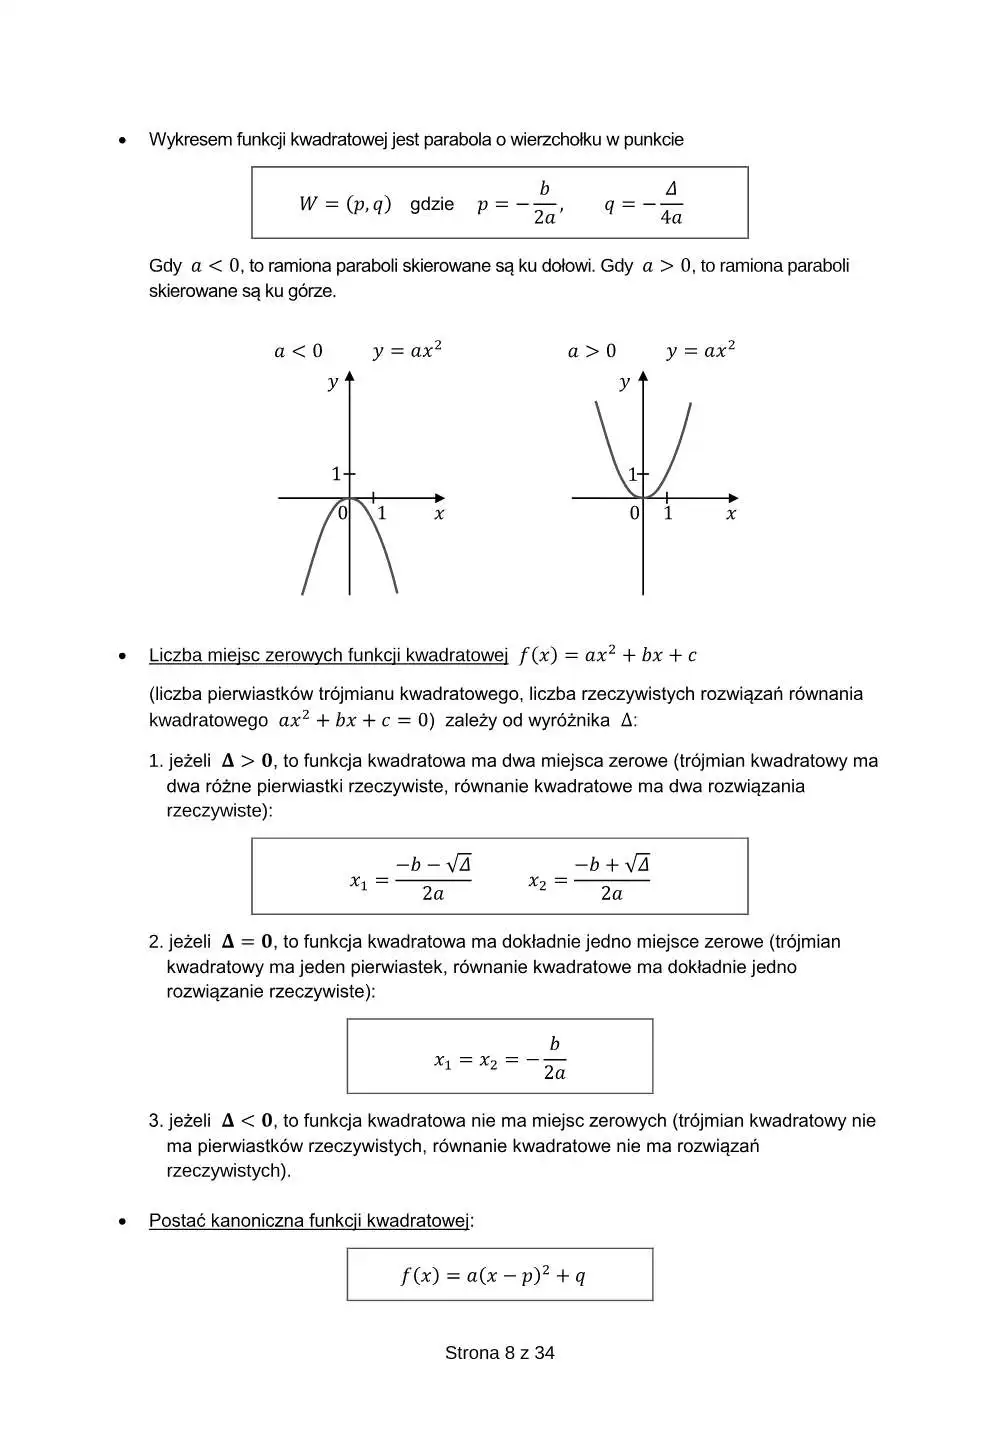 • Wykresem funkcji kwadratowej jest parabola o wierzchołku w punkcie
W = (p, q) gdzie p = −b/2a, q = −Δ/4a
Gdy a < 0, to ramiona paraboli skierowane są ku dołowi. Gdy a > 0, to ramiona paraboli
skierowane są ku górze.
a < 0 y = ax² a > 0 y = ax²
y y
1 1
0 1 x 0 1 x
• Liczba miejsc zerowych funkcji kwadratowej f(x) = ax² + bx + c
(liczba pierwiastków trójmianu kwadratowego, liczba rzeczywistych rozwiązań równania
kwadratowego ax² + bx + c = 0) zależy od wyróżnika Δ:
1. jeżeli Δ > 0, to funkcja kwadratowa ma dwa miejsca zerowe (trójmian kwadratowy ma
dwa różne pierwiastki rzeczywiste, równanie kwadratowe ma dwa rozwiązania
rzeczywiste):
x₁ = (−b − √Δ)/2a x₂ = (−b + √Δ)/2a
2. jeżeli Δ = 0, to funkcja kwadratowa ma dokładnie jedno miejsce zerowe (trójmian
kwadratowy ma jeden pierwiastek, równanie kwadratowe ma dokładnie jedno
rozwiązanie rzeczywiste):
x₁ = x₂ = −b/2a
3. jeżeli Δ < 0, to funkcja kwadratowa nie ma miejsc zerowych (trójmian kwadratowy nie
ma pierwiastków rzeczywistych, równanie kwadratowe nie ma rozwiązań
rzeczywistych).
• Postać kanoniczna funkcji kwadratowej:
f(x) = a(x − p)² + q
Strona 8 z 34